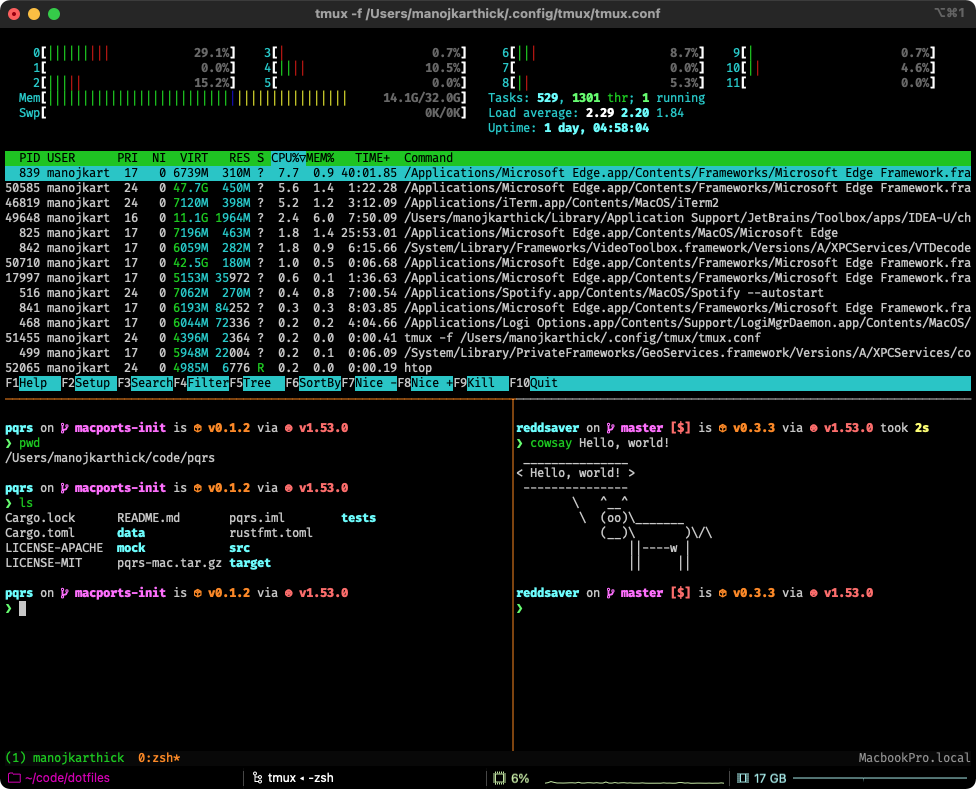 tmux -f /Users/manojkarthick/.config/tmux/tmux.conf ⌥⌘1
0[||||||||| 29.1%] 3[| 0.7%] 6[||| 8.7%] 9[| 0.7%]
1[ 0.0%] 4[|||| 10.5%] 7[ 0.0%] 10[|| 4.6%]
2[||||| 15.2%] 5[ 0.0%] 8[|| 5.3%] 11[ 0.0%]
Mem[|||||||||||||||||||||||||||||||||||||||| 14.1G/32.0G] Tasks: 529, 1301 thr; 1 running
Swp[ 0K/0K] Load average: 2.29 2.20 1.84
Uptime: 1 day, 04:58:04
PID USER PRI NI VIRT RES S CPU%▽MEM% TIME+ Command
839 manojkart 17 0 6739M 310M ? 7.7 0.9 40:01.85 /Applications/Microsoft Edge.app/Contents/Frameworks/Microsoft Edge Framework.fra
50585 manojkart 24 0 47.7G 450M ? 5.6 1.4 1:22.28 /Applications/Microsoft Edge.app/Contents/Frameworks/Microsoft Edge Framework.fra
46819 manojkart 24 0 7120M 398M ? 5.2 1.2 3:12.09 /Applications/iTerm.app/Contents/MacOS/iTerm2
49648 manojkart 16 0 11.1G 1964M ? 2.4 6.0 7:50.09 /Users/manojkarthick/Library/Application Support/JetBrains/Toolbox/apps/IDEA-U/ch
825 manojkart 17 0 7196M 463M ? 1.8 1.4 25:53.01 /Applications/Microsoft Edge.app/Contents/MacOS/Microsoft Edge
842 manojkart 17 0 6059M 282M ? 1.8 0.9 6:15.66 /System/Library/Frameworks/VideoToolbox.framework/Versions/A/XPCServices/VTDecode
50710 manojkart 17 0 42.5G 180M ? 1.0 0.5 0:06.68 /Applications/Microsoft Edge.app/Contents/Frameworks/Microsoft Edge Framework.fra
17997 manojkart 17 0 5153M 35972 ? 0.6 0.1 1:36.63 /Applications/Microsoft Edge.app/Contents/Frameworks/Microsoft Edge Framework.fra
516 manojkart 17 0 7062M 270M ? 0.4 0.8 7:00.54 /Applications/Spotify.app/Contents/MacOS/Spotify --autostart
841 manojkart 17 0 6193M 84252 ? 0.3 0.3 8:03.85 /Applications/Microsoft Edge.app/Contents/Frameworks/Microsoft Edge Framework.fra
468 manojkart 17 0 6044M 72336 ? 0.2 0.2 4:04.66 /Applications/Logi Options.app/Contents/Support/LogiMgrDaemon.app/Contents/MacOS/
51455 manojkart 24 0 4396M 2364 ? 0.2 0.0 0:00.41 tmux -f /Users/manojkarthick/.config/tmux/tmux.conf
499 manojkart 17 0 5948M 22004 ? 0.2 0.1 0:06.09 /System/Library/PrivateFrameworks/GeoServices.framework/Versions/A/XPCServices/co
52065 manojkart 24 0 4985M 6776 R 0.2 0.0 0:00.19 htop
F1Help F2Setup F3SearchF4FilterF5Tree F6SortByF7Nice -F8Nice +F9Kill F10Quit
pqrs on macports-init is v0.1.2 via v1.53.0
❯ pwd
/Users/manojkarthick/code/pqrs
pqrs on macports-init is v0.1.2 via v1.53.0
❯ ls
Cargo.lock README.md pqrs.iml tests
Cargo.toml data rustfmt.toml
LICENSE-APACHE mock src
LICENSE-MIT pqrs-mac.tar.gz target
pqrs on macports-init is v0.1.2 via v1.53.0
❯
reddsaver on master [$] is v0.3.3 via v1.53.0 took 2s
❯ cowsay Hello, world!
_______________
< Hello, world! >
---------------
\ ^__^
\ (oo)\_______
(__)\ )\/\
||----w |
|| ||
reddsaver on master [$] is v0.3.3 via v1.53.0
❯
(1) manojkarthick 0:zsh* MacbookPro.local
~/code/dotfiles tmux ◂ -zsh 6% 17 GB